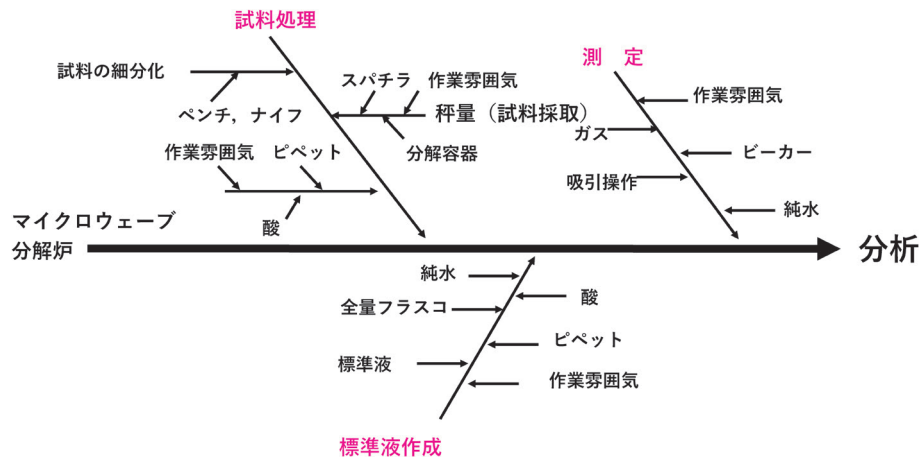 試料処理
試料の細分化
ペンチ，ナイフ
スパチラ
作業雰囲気
秤量（試料採取）
分解容器
作業雰囲気
ピペット
酸
測　定
作業雰囲気
ガス
ビーカー
吸引操作
純水
マイクロウェーブ
分解炉
分析
純水
酸
全量フラスコ
ピペット
標準液
作業雰囲気
標準液作成